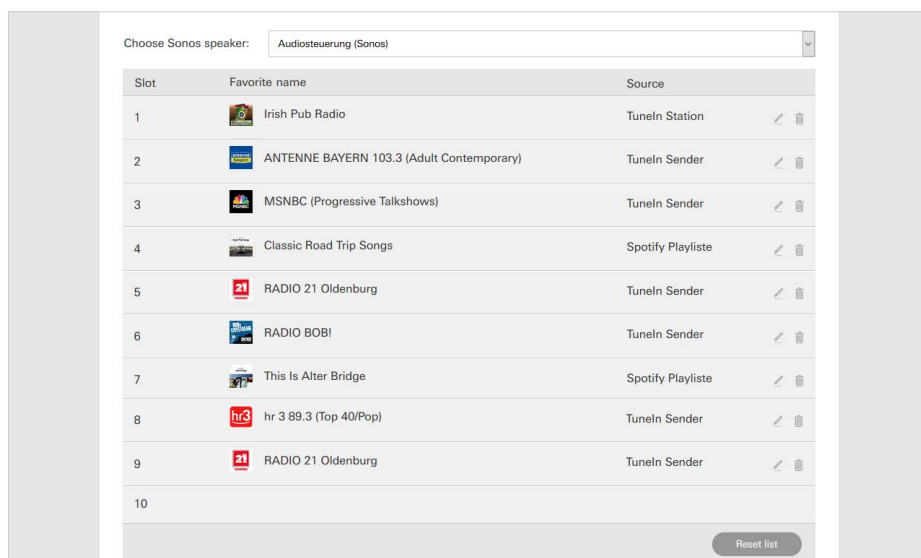 Choose Sonos speaker: Audiosteuerung (Sonos)
Slot Favorite name Source
1 Irish Pub Radio TuneIn Station
2 ANTENNE BAYERN 103.3 (Adult Contemporary) TuneIn Sender
3 MSNBC (Progressive Talkshows) TuneIn Sender
4 Classic Road Trip Songs Spotify Playliste
5 21 RADIO 21 Oldenburg TuneIn Sender
6 RADIO BOB! TuneIn Sender
7 This Is Alter Bridge Spotify Playliste
8 hr3 hr 3 89.3 (Top 40/Pop) TuneIn Sender
9 21 RADIO 21 Oldenburg TuneIn Sender
10
Reset list